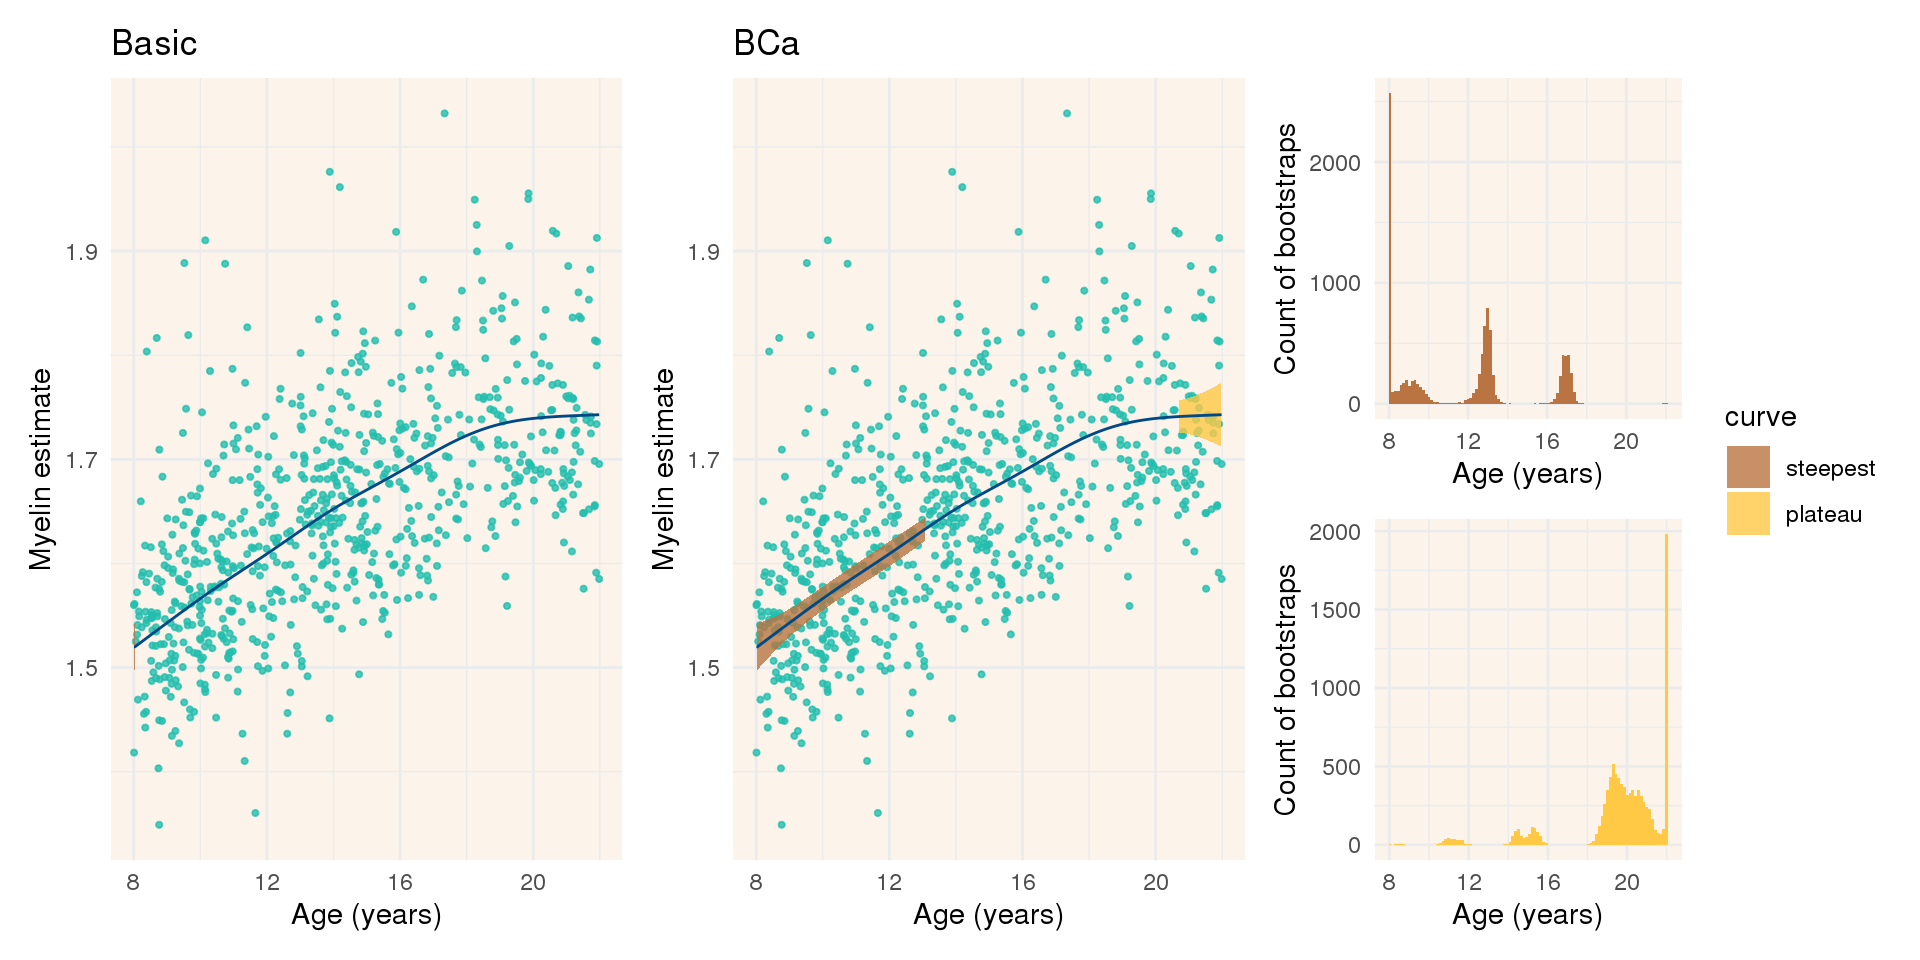 Basic
Myelin estimate
1.9
1.7
1.5
8 12 16 20
Age (years)
BCa
Myelin estimate
1.9
1.7
1.5
8 12 16 20
Age (years)
Count of bootstraps
2000
1000
0
8 12 16 20
Age (years)
Count of bootstraps
2000
1500
1000
500
0
8 12 16 20
Age (years)
curve
steepest
plateau